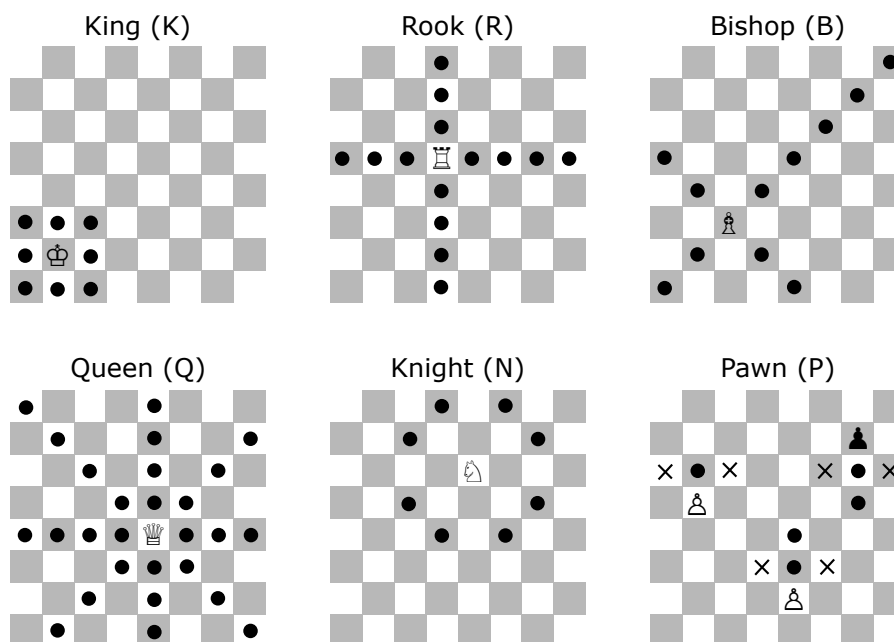 King (K)
Rook (R)
Bishop (B)
Queen (Q)
Knight (N)
Pawn (P)